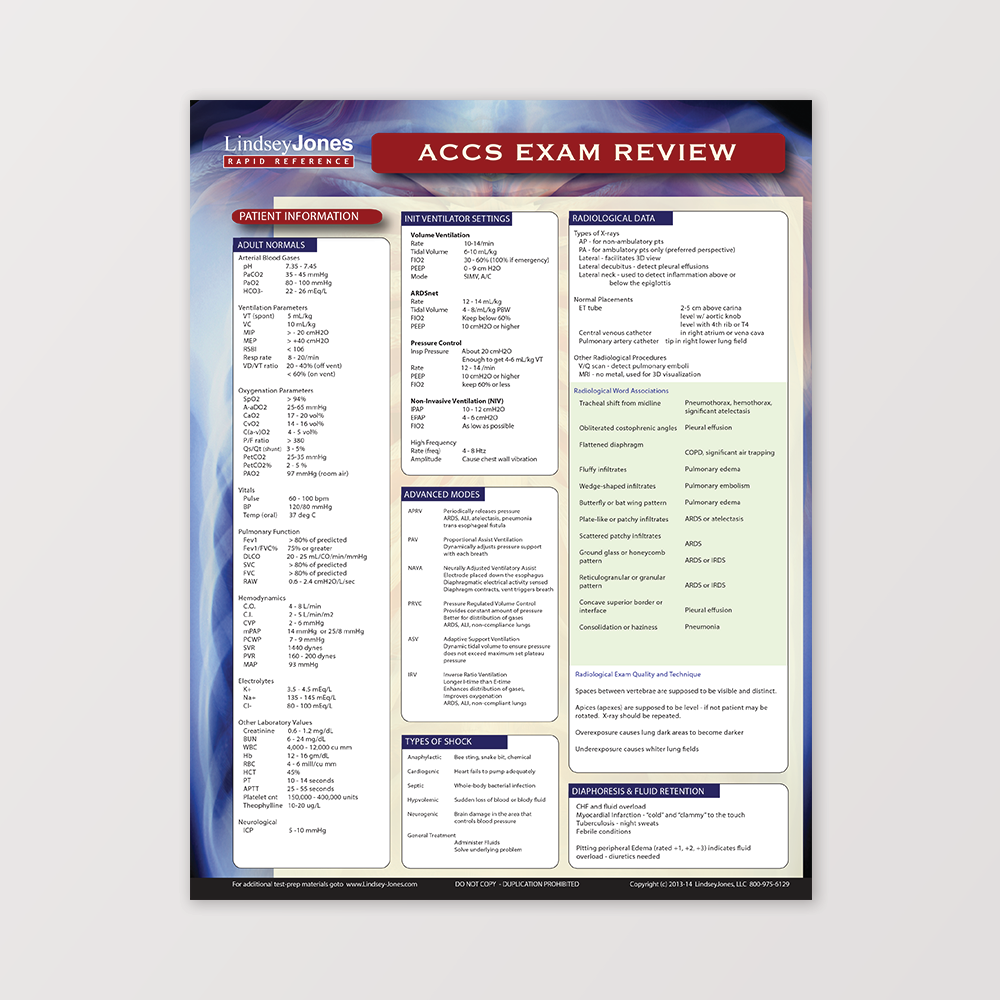 LindseyJones
RAPID REFERENCE
ACCS EXAM REVIEW
PATIENT INFORMATION
ADULT NORMALS
Arterial Blood Gases
pH 7.35 - 7.45
PaCO2 35 - 45 mmHg
PaO2 80 - 100 mmHg
HCO3- 22 - 26 mEq/L
Ventilation Parameters
VT (spont) 5 mL/kg
VC 10 mL/kg
MIP > - 20 cmH2O
MEP > +40 cmH2O
RSBI < 106
Resp rate 8 - 20/min
VD/VT ratio 20 - 40% (off vent)
< 60% (on vent)
Oxygenation Parameters
SpO2 > 94%
A-aDO2 25-65 mmHg
CaO2 17 - 20 vol%
CvO2 14 - 16 vol%
C(a-v)O2 4 - 5 vol%
P/F ratio > 380
Qs/Qt (shunt) 3 - 5%
PetCO2 25-35 mmHg
PetCO2% 2 - 5 %
PAO2 97 mmHg (room air)
Vitals
Pulse 60 - 100 bpm
BP 120/80 mmHg
Temp (oral) 37 deg C
Pulmonary Function
Fev1 > 80% of predicted
Fev1/FVC% 75% or greater
DLCO 20 - 25 mL/CO/min/mmHg
SVC > 80% of predicted
FVC > 80% of predicted
RAW 0.6 - 2.4 cmH2O/L/sec
Hemodynamics
C.O. 4 - 8 L/min
C.I. 2 - 5 L/min/m2
CVP 2 - 6 mmHg
mPAP 14 mmHg or 25/8 mmHg
PCWP 7 - 9 mmHg
SVR 1440 dynes
PVR 160 - 200 dynes
MAP 93 mmHg
Electrolytes
K+ 3.5 - 4.5 mEq/L
Na+ 135 - 145 mEq/L
Cl- 80 - 100 mEq/L
Other Laboratory Values
Creatinine 0.6 - 1.2 mg/dL
BUN 6 - 24 mg/dL
WBC 4,000 - 12,000 cu mm
Hb 12 - 16 gm/dL
RBC 4 - 6 mill/cu mm
HCT 45%
PT 10 - 14 seconds
APTT 25 - 55 seconds
Platelet cnt 150,000 - 400,000 units
Theophylline 10-20 ug/L
Neurological
ICP 5 -10 mmHg
INIT VENTILATOR SETTINGS
Volume Ventilation
Rate 10-14/min
Tidal Volume 6-10 mL/kg
FIO2 30 - 60% (100% if emergency)
PEEP 0 - 9 cm H2O
Mode SIMV, A/C
ARDSnet
Rate 12 - 14 mL/kg
Tidal Volume 4 - 8/mL/kg PBW
FIO2 Keep below 60%
PEEP 10 cmH2O or higher
Pressure Control
Insp Pressure About 20 cmH2O
Enough to get 4-6 mL/kg VT
Rate 12 - 14 /min
PEEP 10 cmH2O or higher
FIO2 keep 60% or less
Non-Invasive Ventilation (NIV)
IPAP 10 - 12 cmH2O
EPAP 4 - 6 cmH2O
FIO2 As low as possible
High Frequency
Rate (freq) 4 - 8 Htz
Amplitude Cause chest wall vibration
ADVANCED MODES
APRV Periodically releases pressure
ARDS, ALI, atelectasis, pneumonia
trans esophageal fistula
PAV Proportional Assist Ventilation
Dynamically adjusts pressure support
with each breath
NAVA Neurally Adjusted Ventilatory Assist
Electrode placed down the esophagus
Diaphragmatic electrical activity sensed
Diaphragm contracts, vent triggers breath
PRVC Pressure Regulated Volume Control
Provides constant amount of pressure
Better for distribution of gases
ARDS, ALI, non-compliance lungs
ASV Adaptive Support Ventilation
Dynamic tidal volume to ensure pressure
does not exceed maximum set plateau
pressure
IRV Inverse Ratio Ventilation
Longer I-time than E-time
Enhances distribution of gases,
improves oxygenation
ARDS, ALI, non-compliant lungs
TYPES OF SHOCK
Anaphylactic Bee sting, snake bit, chemical
Cardiogenic Heart fails to pump adequately
Septic Whole-body bacterial infection
Hypvolemic Sudden loss of blood or blody fluid
Neurogenic Brain damage in the area that
controls blood pressure
General Treatment
Administer Fluids
Solve underlying problem
RADIOLOGICAL DATA
Types of X-rays
AP - for non-ambulatory pts
PA - for ambulatory pts only (preferred perspective)
Lateral - facilitates 3D view
Lateral decubitus - detect pleural effusions
Lateral neck - used to detect inflammation above or
below the epiglottis
Normal Placements
ET tube 2-5 cm above carina
level w/ aortic knob
level with 4th rib or T4
Central venous catheter in right atrium or vena cava
Pulmonary artery catheter tip in right lower lung field
Other Radiological Procedures
V/Q scan - detect pulmonary emboli
MRI - no metal, used for 3D visualization
Radiological Word Associations
Tracheal shift from midline Pneumothorax, hemothorax,
significant atelectasis
Obliterated costophrenic angles Pleural effusion
Flattened diaphragm
COPD, significant air trapping
Fluffy infiltrates Pulmonary edema
Wedge-shaped infiltrates Pulmonary embolism
Butterfly or bat wing pattern Pulmonary edema
Plate-like or patchy infiltrates ARDS or atelectasis
Scattered patchy infiltrates
ARDS
Ground glass or honeycomb
pattern ARDS or IRDS
Reticulogranular or granular
pattern ARDS or IRDS
Concave superior border or
interface Pleural effusion
Consolidation or haziness Pneumonia
Radiological Exam Quality and Technique
Spaces between vertebrae are supposed to be visible and distinct.
Apices (apexes) are supposed to be level - if not patient may be
rotated. X-ray should be repeated.
Overexposure causes lung dark areas to become darker
Underexposure causes whiter lung fields
DIAPHORESIS & FLUID RETENTION
CHF and fluid overload
Myocardial Infarction - "cold" and "clammy" to the touch
Tuberculosis - night sweats
Febrile conditions
Pitting peripheral Edema (rated +1, +2, +3) indicates fluid
overload - diuretics needed
For additional test-prep materials goto www.Lindsey-Jones.com
DO NOT COPY - DUPLICATION PROHIBITED
Copyright (c) 2013-14 LindseyJones, LLC 800-975-6129